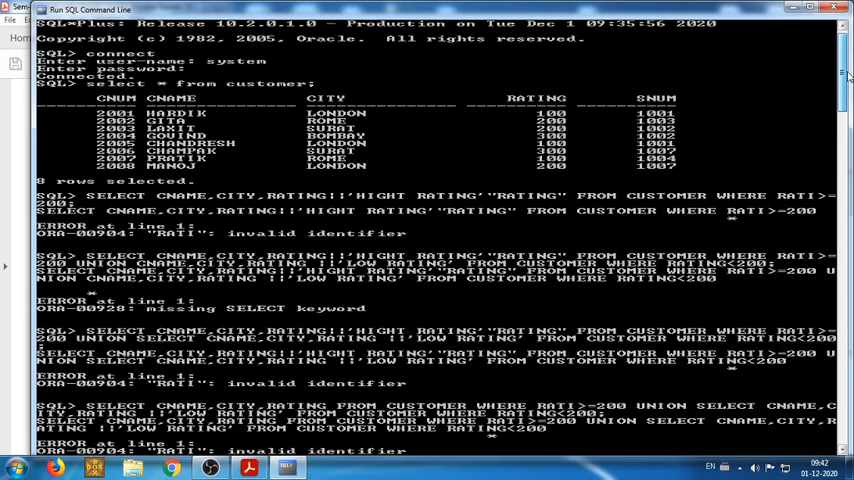 Sem-
Run SQL Command Line
File
Home
SQL*Plus: Release 10.2.0.1.0 - Production on Tue Dec 1 09:35:56 2020
Copyright (c) 1982, 2005, Oracle. All rights reserved.
SQL> connect
Enter user-name: system
Enter password:
Connected.
SQL> select * from customer;
CNUM CNAME CITY RATING SNUM
2001 HARDIK LONDON 100 1001
2002 GITA ROME 200 1003
2003 LAXIT SURAT 200 1002
2004 GOVIND BOMBAY 300 1002
2005 CHANDRESH LONDON 100 1001
2006 CHAMPAK SURAT 300 1007
2007 PRATIK ROME 100 1004
2008 MANOJ LONDON 200 1007
8 rows selected.
SQL> SELECT CNAME,CITY,RATING||'HIGHT RATING'"RATING" FROM CUSTOMER WHERE RATI>=
200;
SELECT CNAME,CITY,RATING||'HIGHT RATING'"RATING" FROM CUSTOMER WHERE RATI>=200
*
ERROR at line 1:
ORA-00904: "RATI": invalid identifier
SQL> SELECT CNAME,CITY,RATING||'HIGHT RATING'"RATING" FROM CUSTOMER WHERE RATI>=
200 UNION CNAME,CITY,RATING ||'LOW RATING' FROM CUSTOMER WHERE RATING<200;
SELECT CNAME,CITY,RATING||'HIGHT RATING'"RATING" FROM CUSTOMER WHERE RATI>=200 U
NION CNAME,CITY,RATING ||'LOW RATING' FROM CUSTOMER WHERE RATING<200
*
ERROR at line 1:
ORA-00928: missing SELECT keyword
SQL> SELECT CNAME,CITY,RATING||'HIGHT RATING'"RATING" FROM CUSTOMER WHERE RATI>=
200 UNION SELECT CNAME,CITY,RATING ||'LOW RATING' FROM CUSTOMER WHERE RATING<200
;
SELECT CNAME,CITY,RATING||'HIGHT RATING'"RATING" FROM CUSTOMER WHERE RATI>=200 U
NION SELECT CNAME,CITY,RATING ||'LOW RATING' FROM CUSTOMER WHERE RATING<200
*
ERROR at line 1:
ORA-00904: "RATI": invalid identifier
SQL> SELECT CNAME,CITY,RATING FROM CUSTOMER WHERE RATI>=200 UNION SELECT CNAME,C
ITY,RATING ||'LOW RATING' FROM CUSTOMER WHERE RATING<200;
SELECT CNAME,CITY,RATING FROM CUSTOMER WHERE RATI>=200 UNION SELECT CNAME,CITY,R
ATING ||'LOW RATING' FROM CUSTOMER WHERE RATING<200
*
ERROR at line 1:
ORA-00904: "RATI": invalid identifier
DOS
SQL>
EN
09:42
01-12-2020